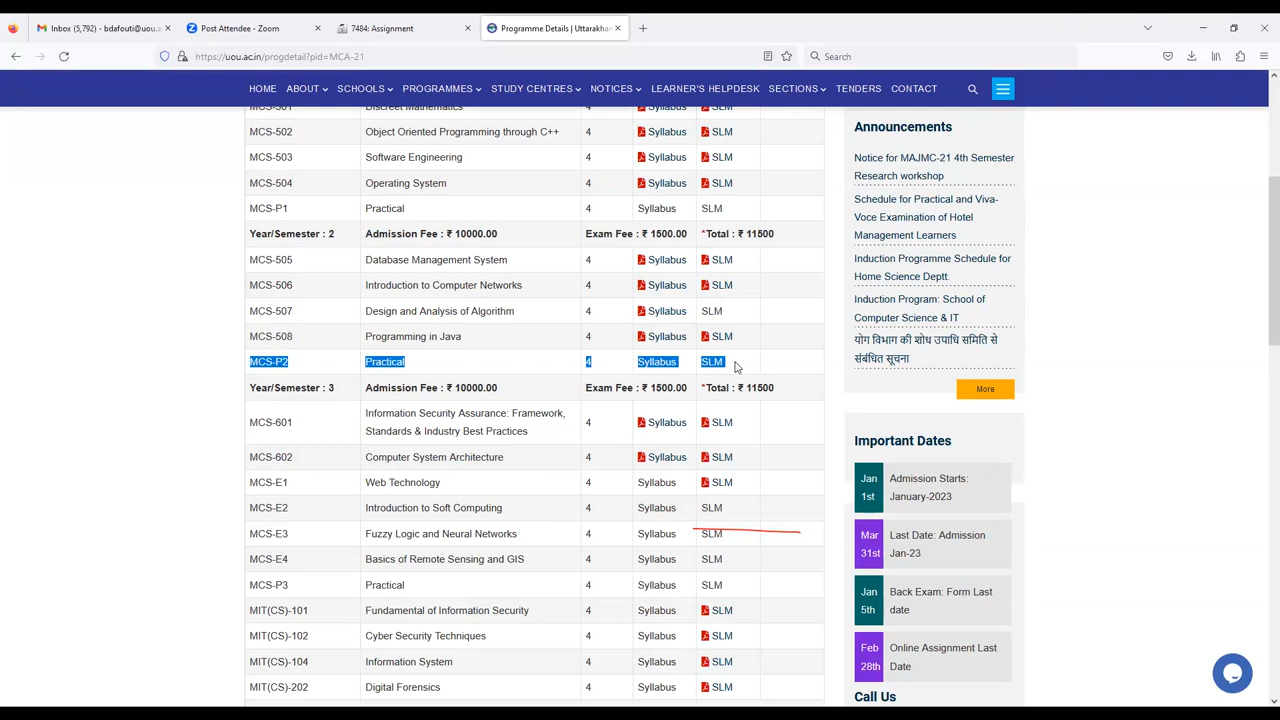 Inbox (5,792) - bdafouti@uou.a
Post Attendee - Zoom
7484: Assignment
Programme Details | Uttarakhan
https://uou.ac.in/progdetail?pid=MCA-21
Search
HOME ABOUT SCHOOLS PROGRAMMES STUDY CENTRES NOTICES LEARNER'S HELPDESK SECTIONS TENDERS CONTACT
MCS-501 Discreet Mathematics 4 Syllabus SLM
MCS-502 Object Oriented Programming through C++ 4 Syllabus SLM
MCS-503 Software Engineering 4 Syllabus SLM
MCS-504 Operating System 4 Syllabus SLM
MCS-P1 Practical 4 Syllabus SLM
Year/Semester : 2 Admission Fee : ₹ 10000.00 Exam Fee : ₹ 1500.00 *Total : ₹ 11500
MCS-505 Database Management System 4 Syllabus SLM
MCS-506 Introduction to Computer Networks 4 Syllabus SLM
MCS-507 Design and Analysis of Algorithm 4 Syllabus SLM
MCS-508 Programming in Java 4 Syllabus SLM
MCS-P2 Practical 4 Syllabus SLM
Year/Semester : 3 Admission Fee : ₹ 10000.00 Exam Fee : ₹ 1500.00 *Total : ₹ 11500
MCS-601 Information Security Assurance: Framework, 4 Syllabus SLM
Standards & Industry Best Practices
MCS-602 Computer System Architecture 4 Syllabus SLM
MCS-E1 Web Technology 4 Syllabus SLM
MCS-E2 Introduction to Soft Computing 4 Syllabus SLM
MCS-E3 Fuzzy Logic and Neural Networks 4 Syllabus SLM
MCS-E4 Basics of Remote Sensing and GIS 4 Syllabus SLM
MCS-P3 Practical 4 Syllabus SLM
MIT(CS)-101 Fundamental of Information Security 4 Syllabus SLM
MIT(CS)-102 Cyber Security Techniques 4 Syllabus SLM
MIT(CS)-104 Information System 4 Syllabus SLM
MIT(CS)-202 Digital Forensics 4 Syllabus SLM
Announcements
Notice for MAJMC-21 4th Semester
Research workshop
Schedule for Practical and Viva-
Voce Examination of Hotel
Management Learners
Induction Programme Schedule for
Home Science Deptt.
Induction Program: School of
Computer Science & IT
योग विभाग की शोध उपाधि समिति से
संबंधित सूचना
More
Important Dates
Jan 1st Admission Starts:
January-2023
Mar 31st Last Date: Admission
Jan-23
Jan 5th Back Exam: Form Last
date
Feb 28th Online Assignment Last
Date
Call Us